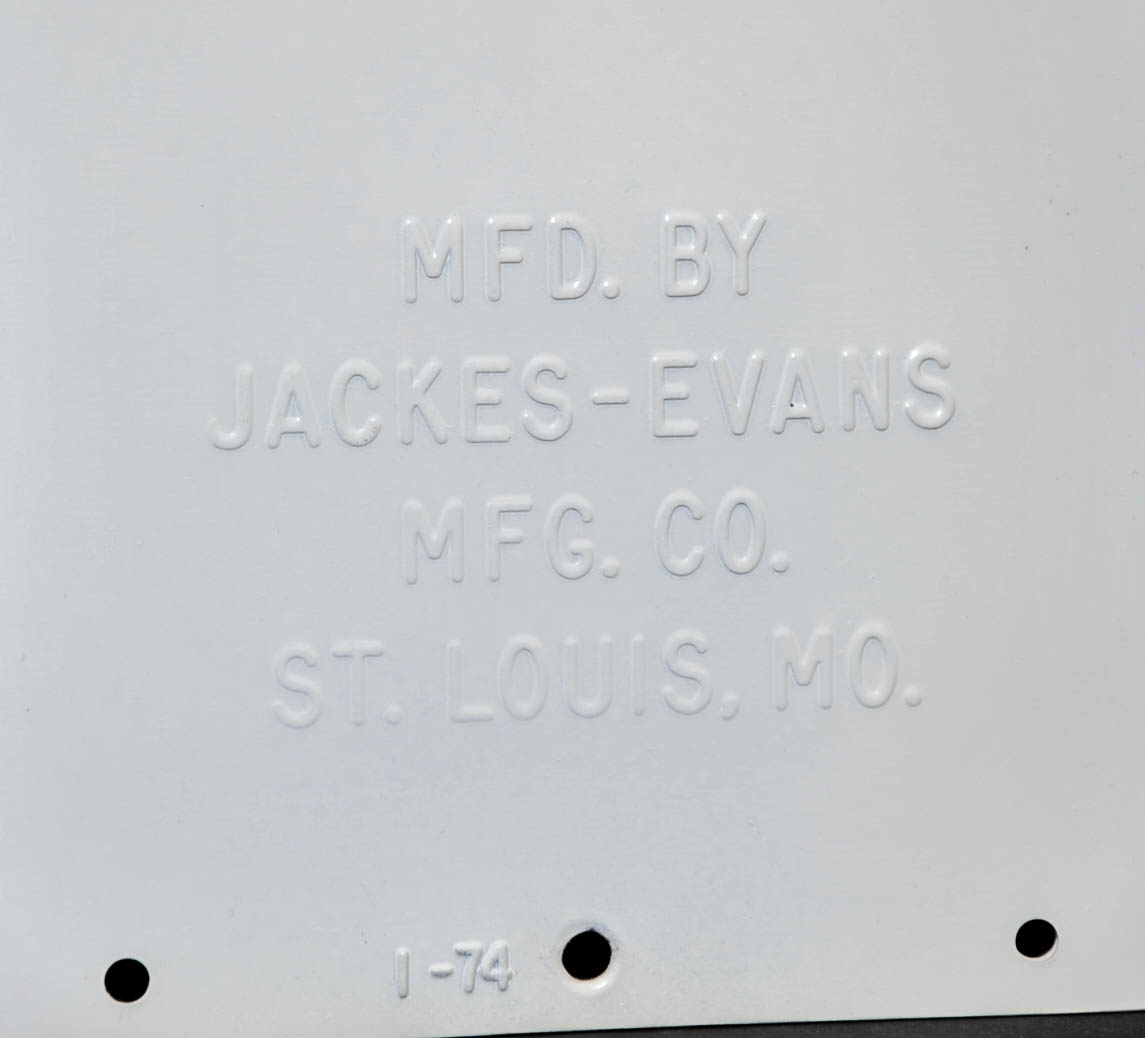 MFD. BY
JACKES-EVANS
MFG. CO.
ST. LOUIS, MO.
1-74